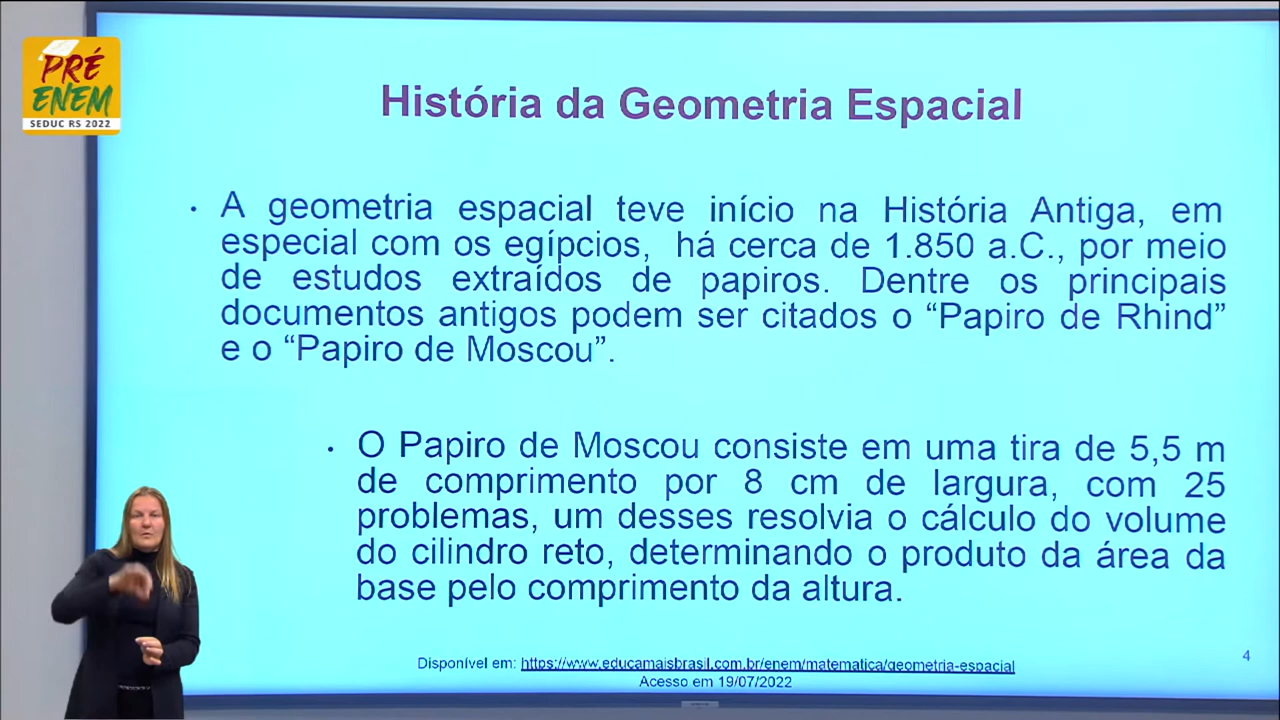 PRÉ
ENEM
SEDUC RS 2022
História da Geometria Espacial
• A geometria espacial teve início na História Antiga, em
especial com os egípcios, há cerca de 1.850 a.C., por meio
de estudos extraídos de papiros. Dentre os principais
documentos antigos podem ser citados o “Papiro de Rhind”
e o “Papiro de Moscou”.
• O Papiro de Moscou consiste em uma tira de 5,5 m
de comprimento por 8 cm de largura, com 25
problemas, um desses resolvia o cálculo do volume
do cilindro reto, determinando o produto da área da
base pelo comprimento da altura.
Disponível em: https://www.educamaisbrasil.com.br/enem/matematica/geometria-espacial
Acesso em 19/07/2022
4